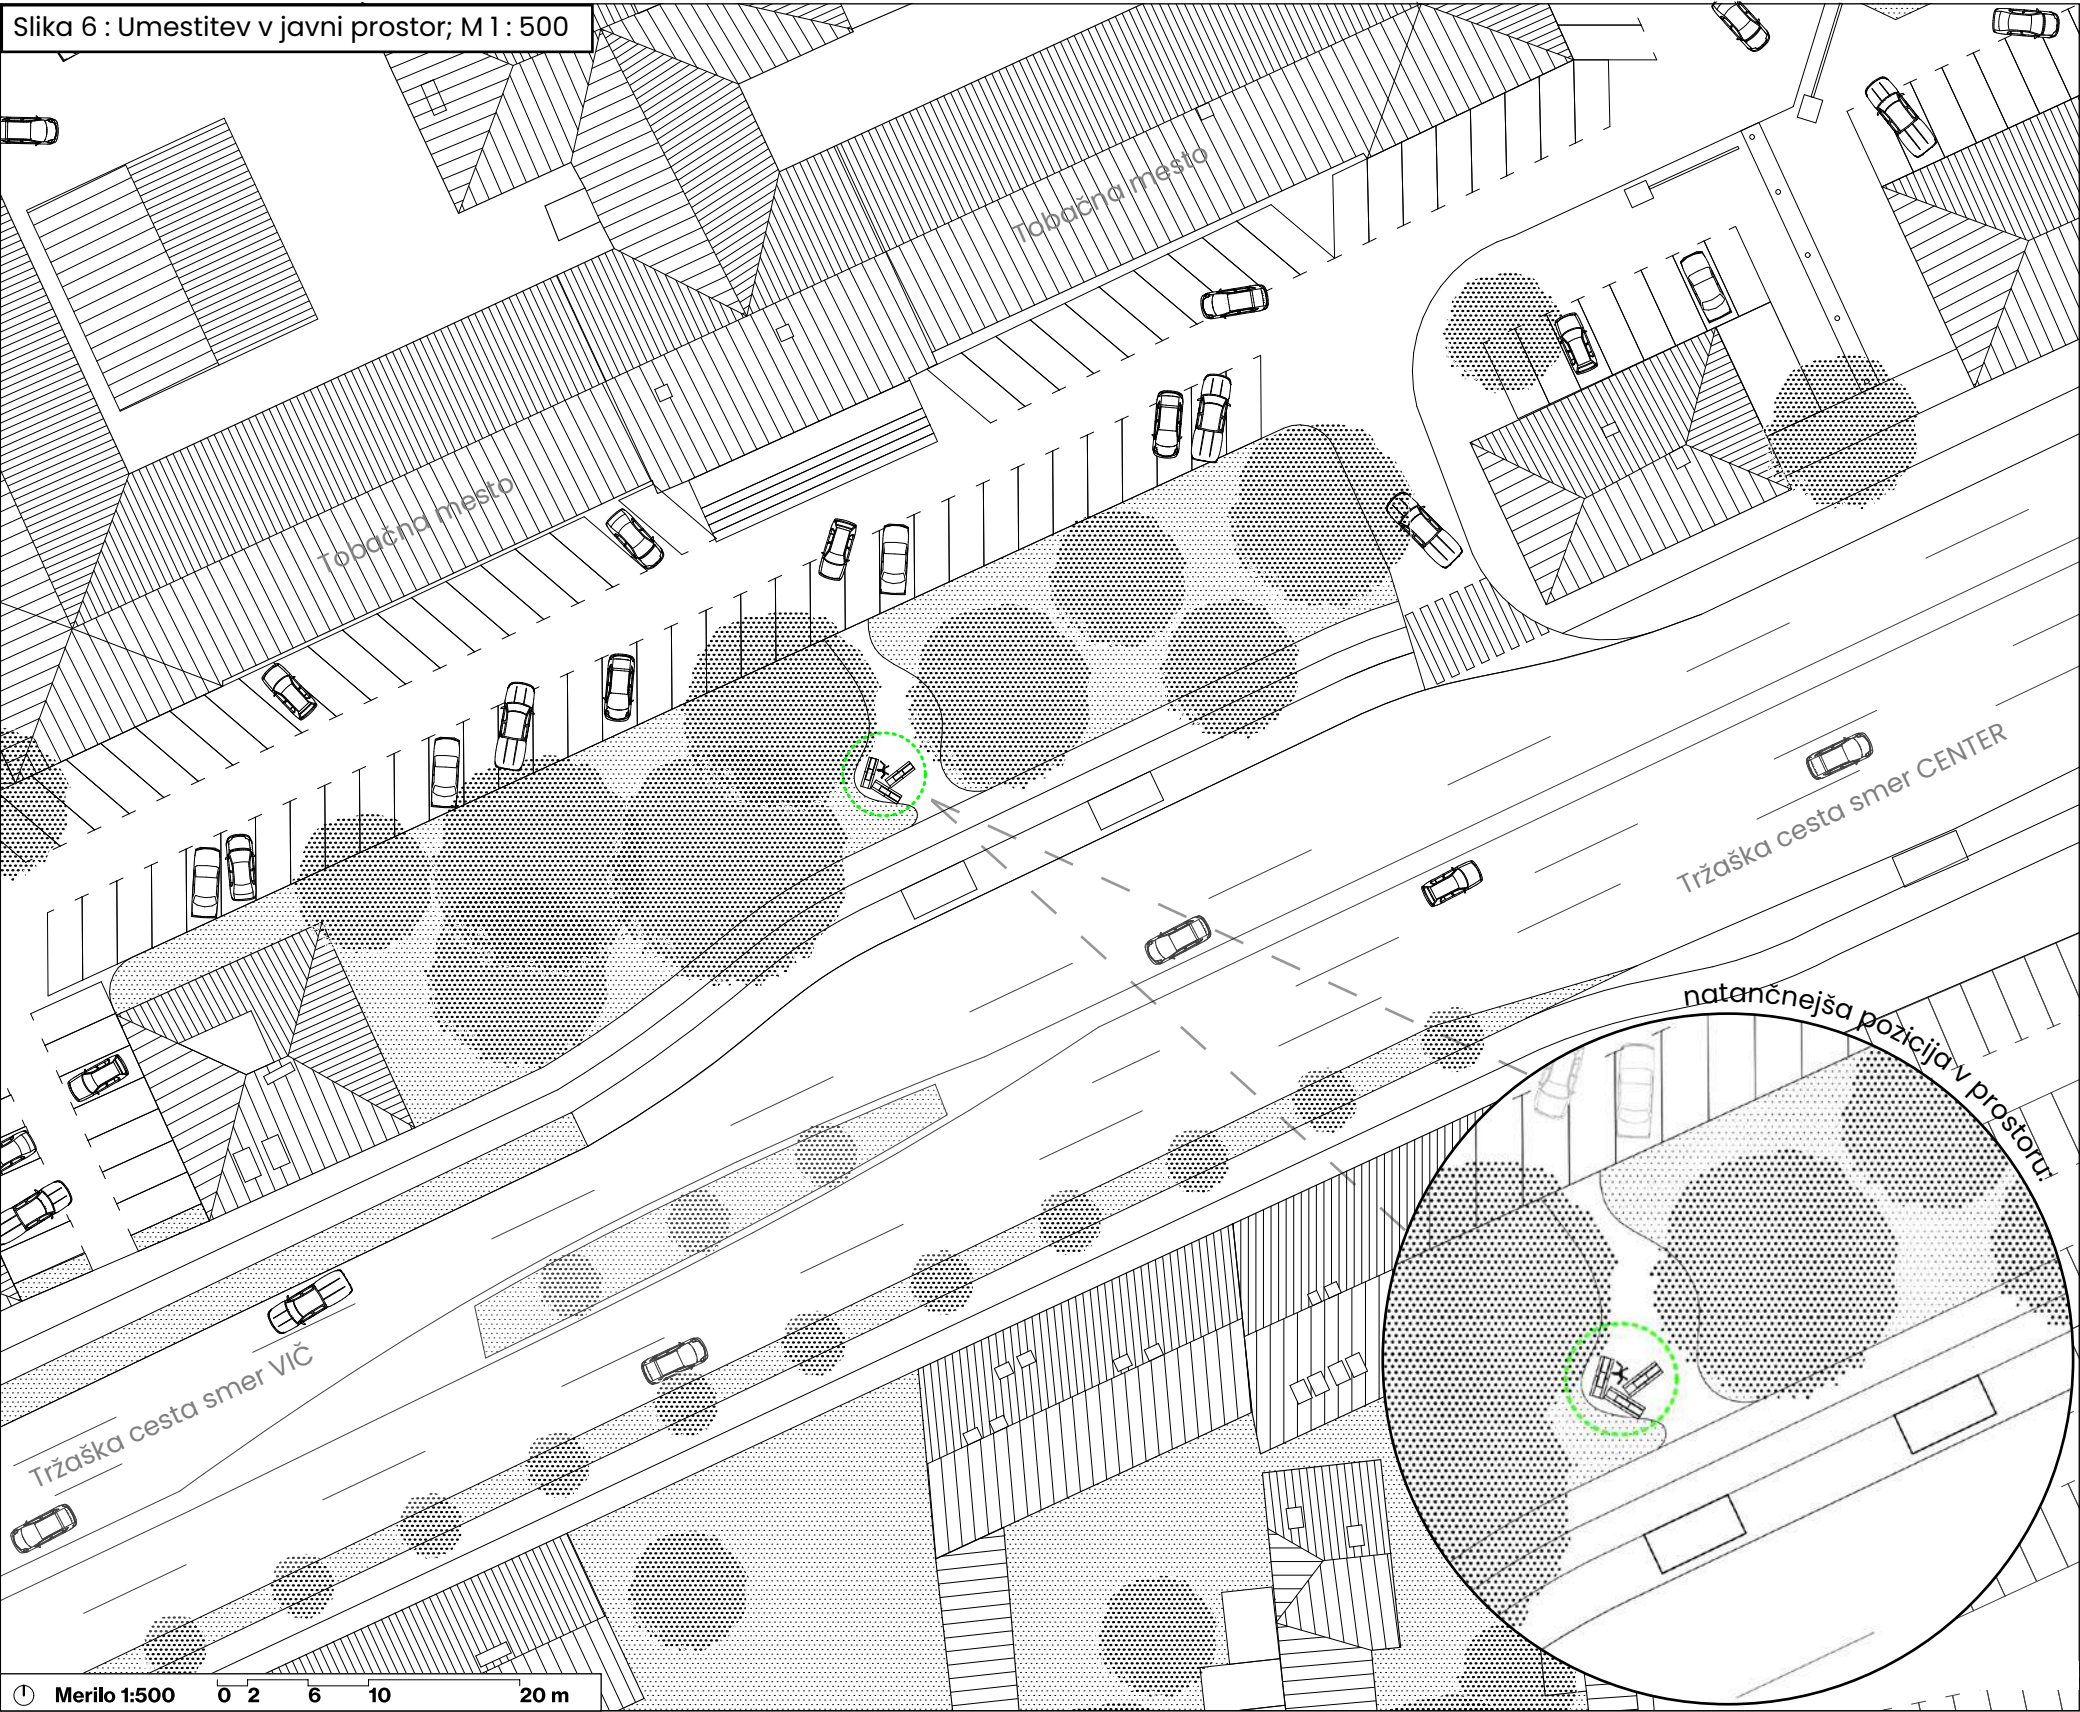 Slika 6 : Umestitev v javni prostor; M 1 : 500
Tobačna mesto
Tobačna mesto
Tržaška cesta smer CENTER
natančnejša pozicija v prostoru:
Tržaška cesta smer VIČ
Merilo 1:500 0 2 6 10 20 m